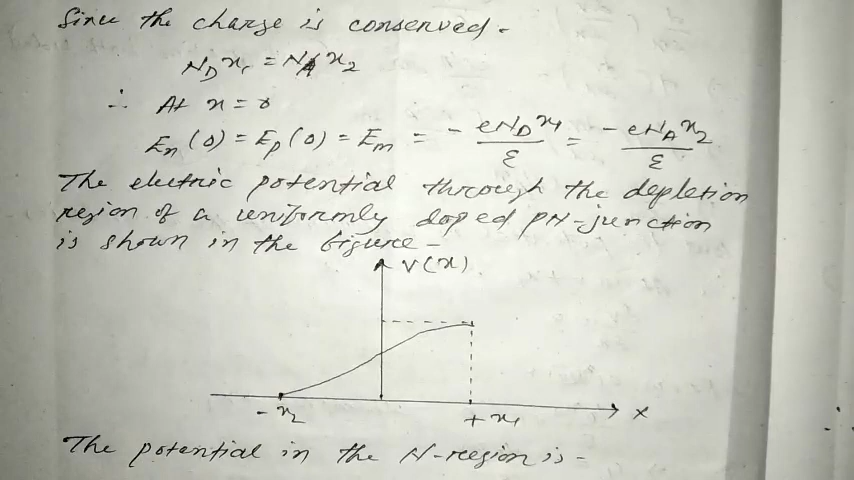 Since the charge is conserved.
N_D x_1 = N_A x_2
∴ At x = 0
E_n(0) = E_p(0) = E_m = - eN_D x_1 / ε = - eN_A x_2 / ε
The electric potential through the depletion
region of a uniformly doped PN-junction
is shown in the figure -
V(x)
-x_2 +x_1 x
The potential in the N-region is -